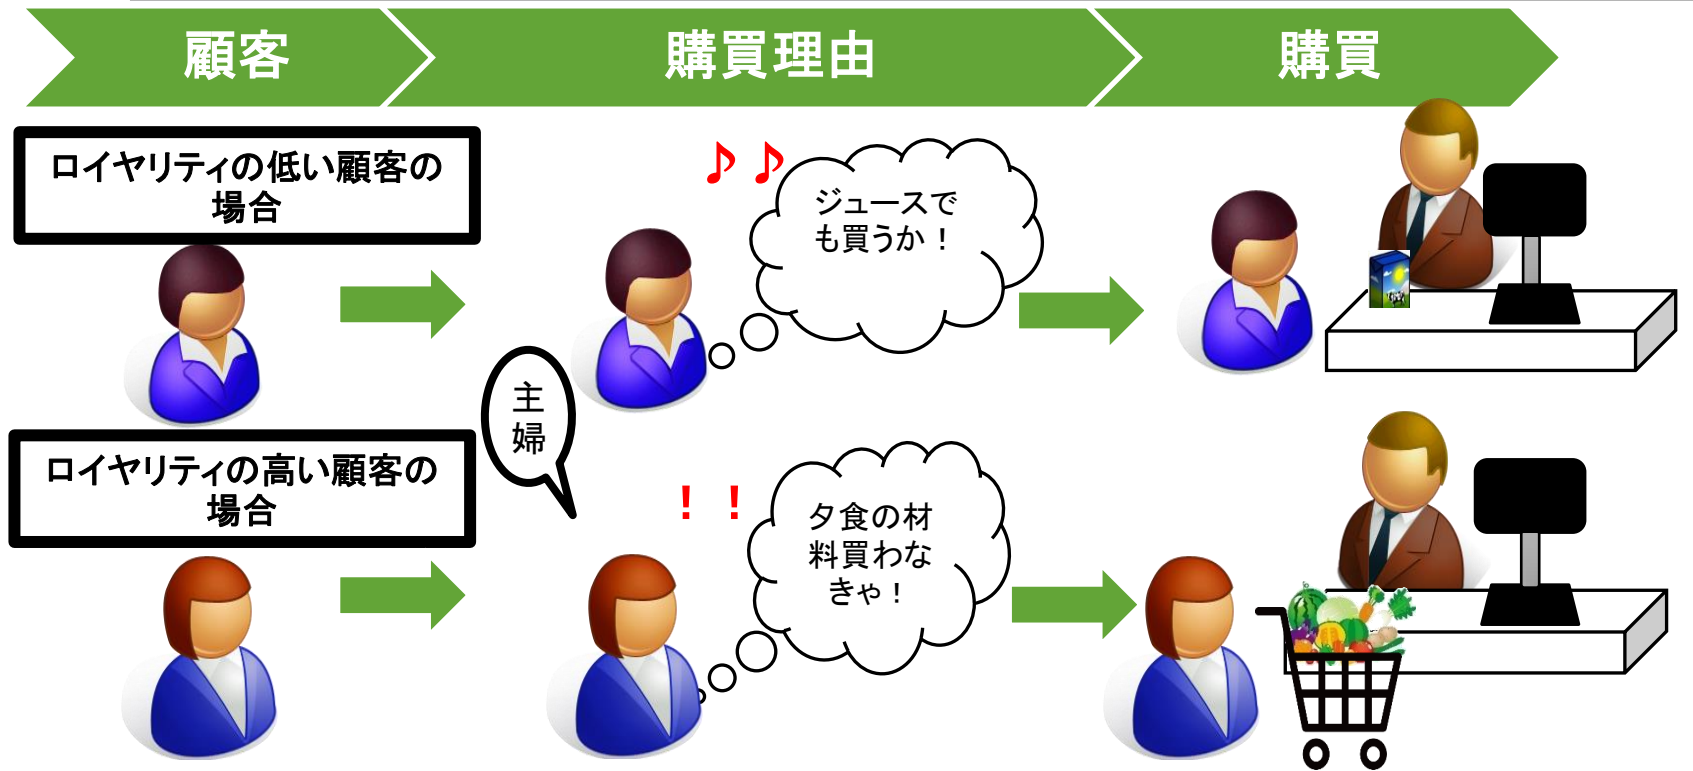 顧客
購買理由
購買
ロイヤリティの低い顧客の
場合
♪♪
ジュースで
も買うか！
主
婦
ロイヤリティの高い顧客の
場合
！！
夕食の材
料買わな
きゃ！